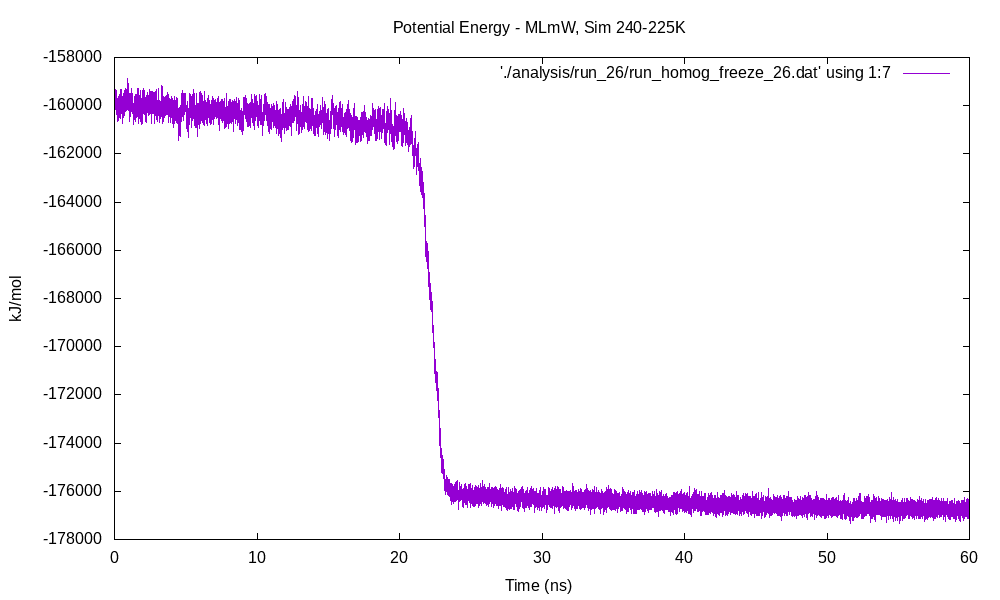 Potential Energy - MLmW, Sim 240-225K
'./analysis/run_26/run_homog_freeze_26.dat' using 1:7
-158000
-160000
-162000
-164000
-166000
-168000
-170000
-172000
-174000
-176000
-178000
kJ/mol
0 10 20 30 40 50 60
Time (ns)